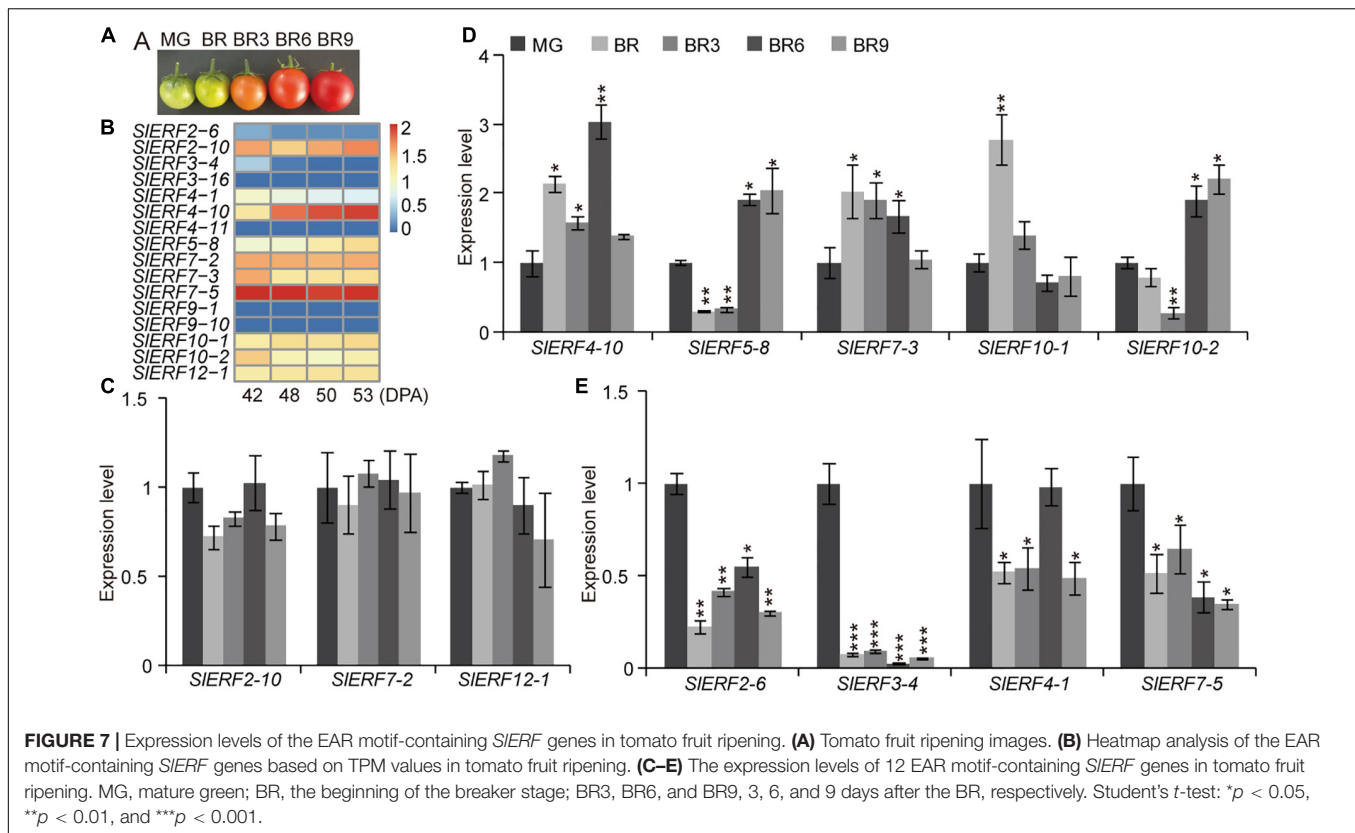 A
A MG BR BR3 BR6 BR9
B
SlERF2-6
SlERF2-10
SlERF3-4
SlERF3-16
SlERF4-1
SlERF4-10
SlERF4-11
SlERF5-8
SlERF7-2
SlERF7-3
SlERF7-5
SlERF9-1
SlERF9-10
SlERF10-1
SlERF10-2
SlERF12-1
2
1.5
1
0.5
0
42 48 50 53 (DPA)
D
MG BR BR3 BR6 BR9
Expression level
4
3
2
1
0
* * **
** ** * *
* * *
**
** * *
SlERF4-10 SlERF5-8 SlERF7-3 SlERF10-1 SlERF10-2
C
Expression level
1.5
1
0.5
0
SlERF2-10 SlERF7-2 SlERF12-1
E
Expression level
1.5
1
0.5
0
** ** * **
*** *** *** ***
* * *
* * * *
SlERF2-6 SlERF3-4 SlERF4-1 SlERF7-5
FIGURE 7 | Expression levels of the EAR motif-containing SlERF genes in tomato fruit ripening. (A) Tomato fruit ripening images. (B) Heatmap analysis of the EAR
motif-containing SlERF genes based on TPM values in tomato fruit ripening. (C–E) The expression levels of 12 EAR motif-containing SlERF genes in tomato fruit
ripening. MG, mature green; BR, the beginning of the breaker stage; BR3, BR6, and BR9, 3, 6, and 9 days after the BR, respectively. Student's t-test: *p < 0.05,
**p < 0.01, and ***p < 0.001.